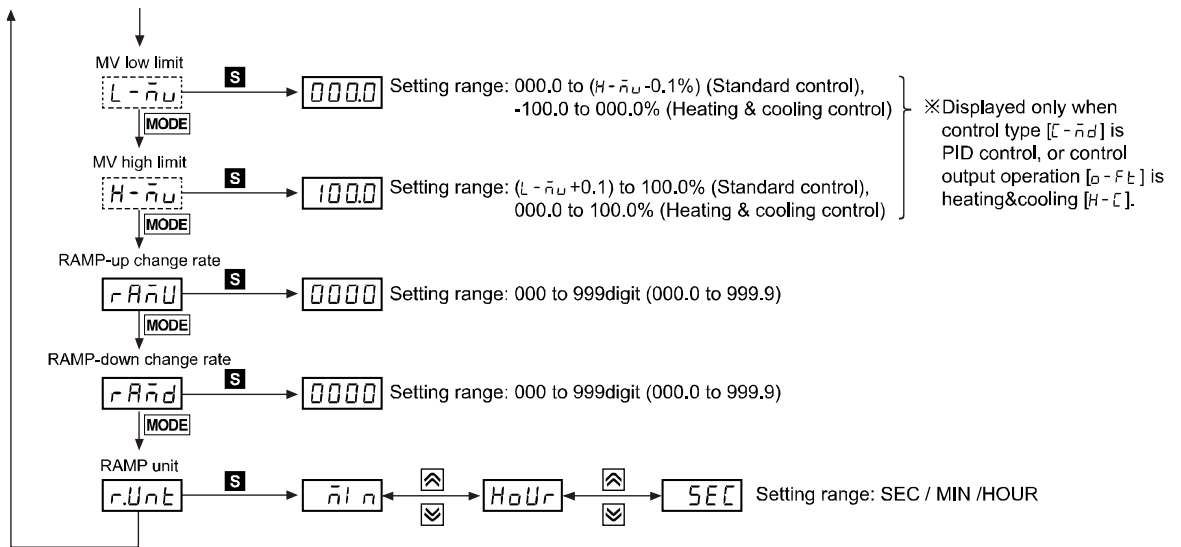 MV low limit
L-ñu S 000.0 Setting range: 000.0 to (H-ñu-0.1%) (Standard control),
-100.0 to 000.0% (Heating & cooling control)
MODE
MV high limit
H-ñu S 100.0 Setting range: (L-ñu+0.1) to 100.0% (Standard control),
000.0 to 100.0% (Heating & cooling control)
MODE
※Displayed only when
control type [C-ñd] is
PID control, or control
output operation [o-Ft] is
heating&cooling [H-C].
RAMP-up change rate
rAñU S 0000 Setting range: 000 to 999digit (000.0 to 999.9)
MODE
RAMP-down change rate
rAñd S 0000 Setting range: 000 to 999digit (000.0 to 999.9)
MODE
RAMP unit
r.Unt S ñIn HoUr SEC Setting range: SEC / MIN /HOUR